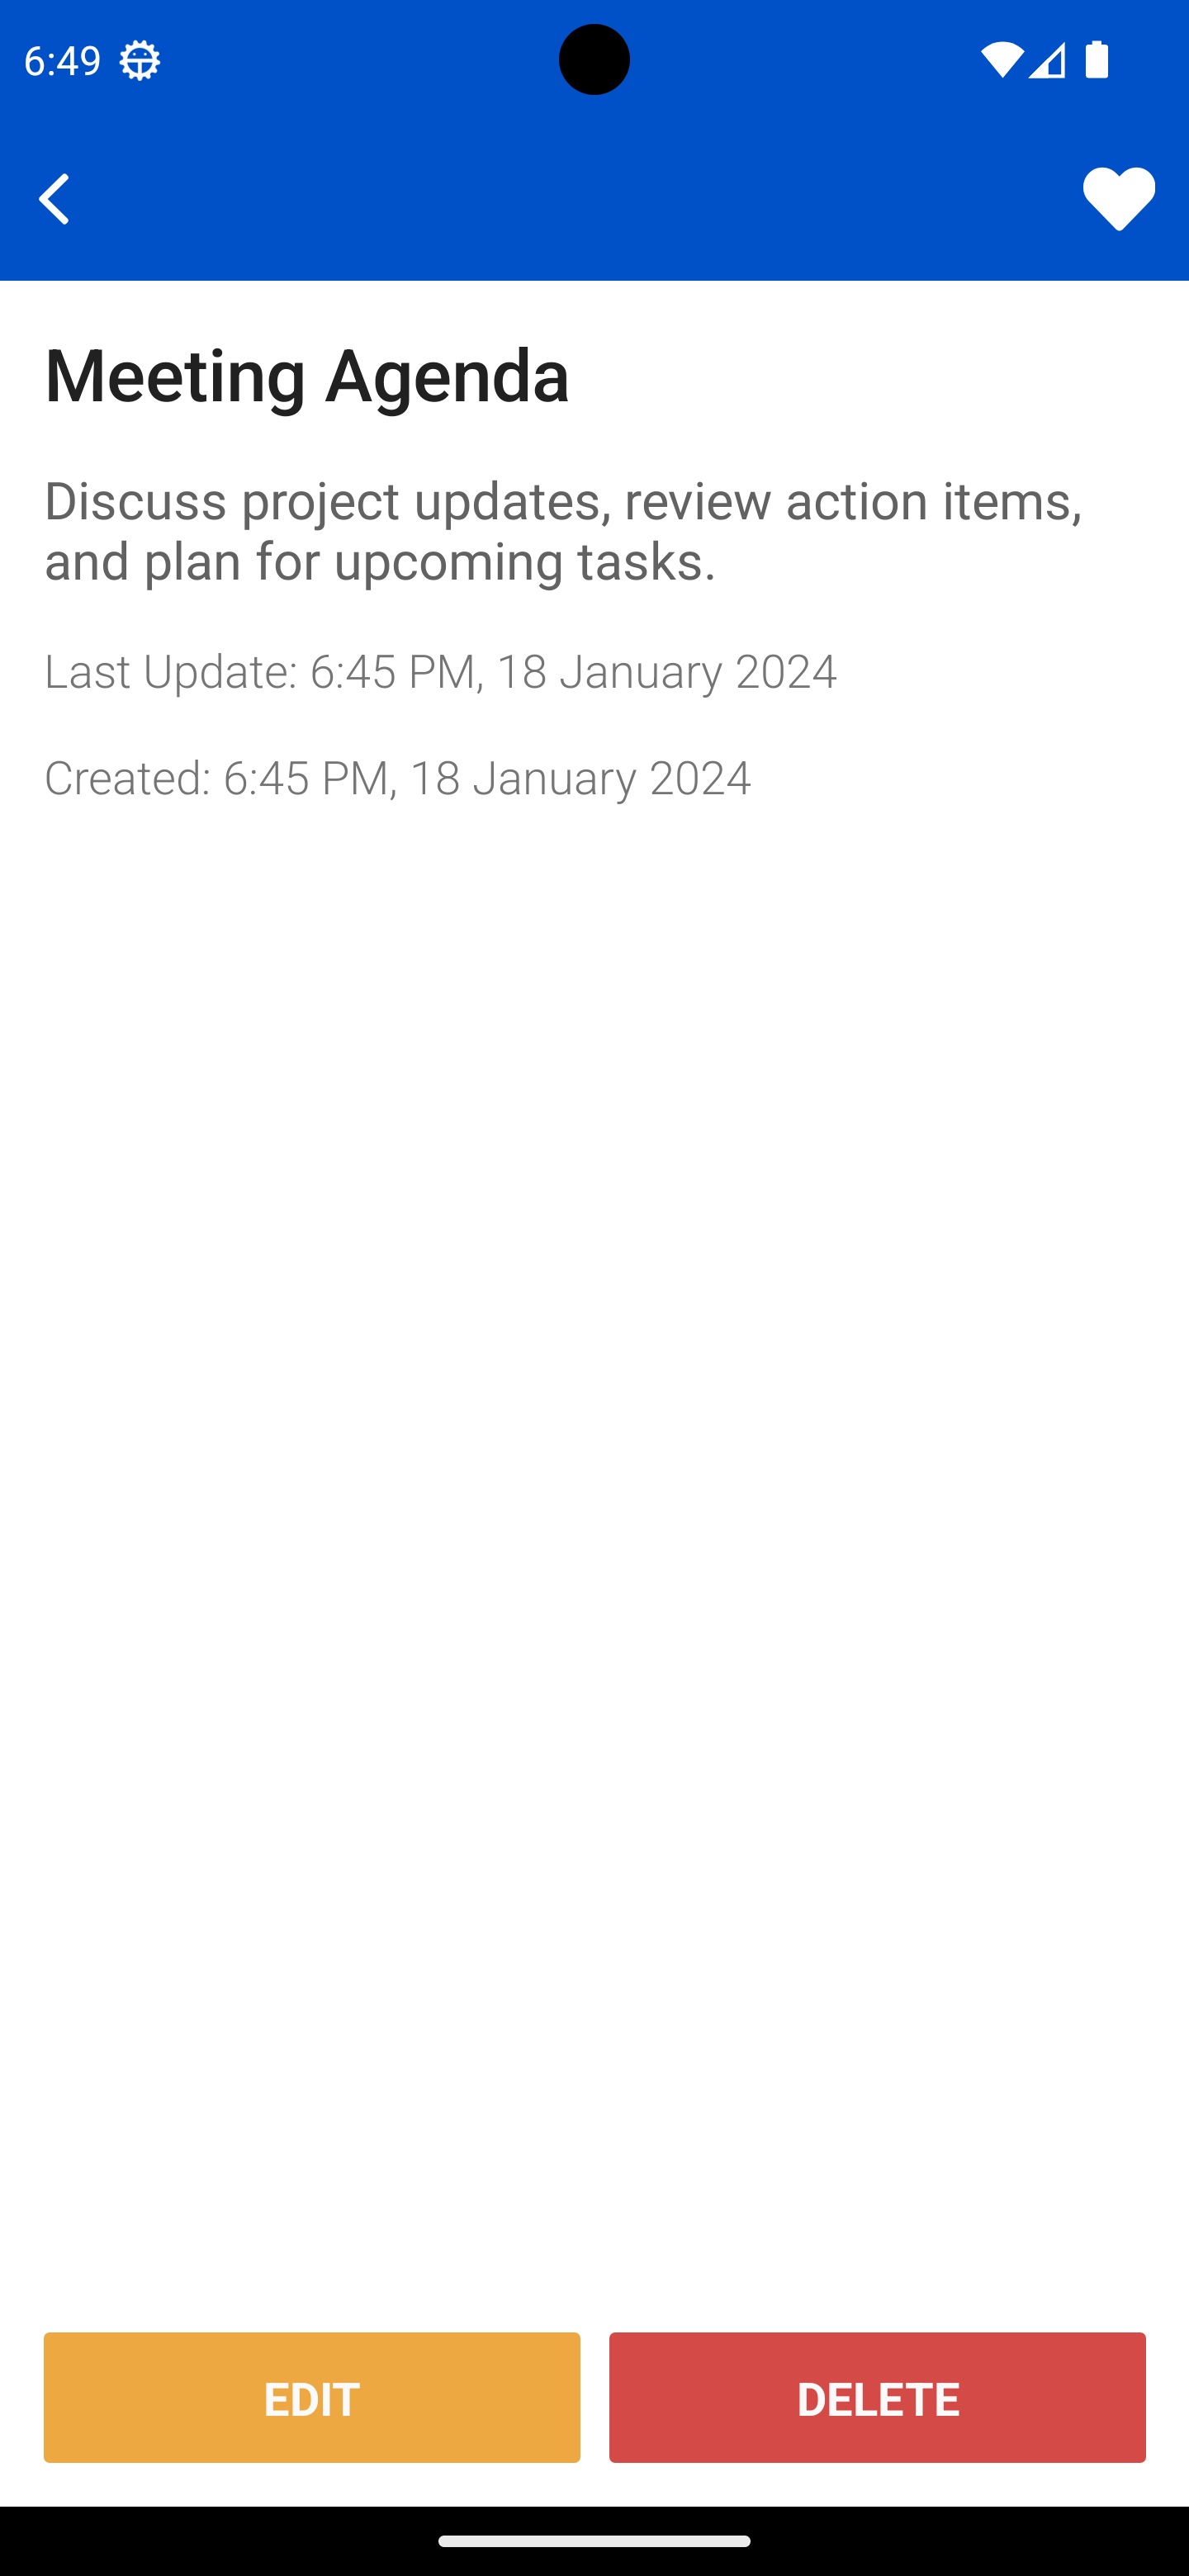 6:49
Meeting Agenda
Discuss project updates, review action items,
and plan for upcoming tasks.
Last Update: 6:45 PM, 18 January 2024
Created: 6:45 PM, 18 January 2024
EDIT
DELETE